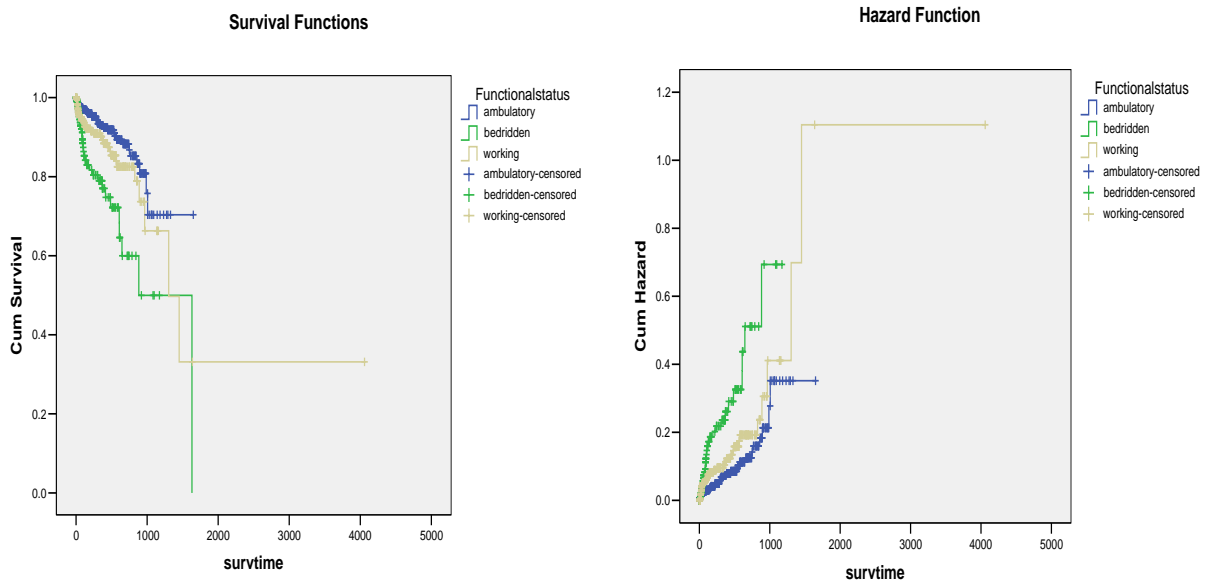 Survival Functions
Cum Survival
1.0
0.8
0.6
0.4
0.2
0.0
0
1000
2000
3000
4000
5000
survtime
Functionalstatus
ambulatory
bedridden
working
ambulatory-censored
bedridden-censored
working-censored
Hazard Function
Cum Hazard
1.2
1.0
0.8
0.6
0.4
0.2
0.0
0
1000
2000
3000
4000
5000
survtime
Functionalstatus
ambulatory
bedridden
working
ambulatory-censored
bedridden-censored
working-censored